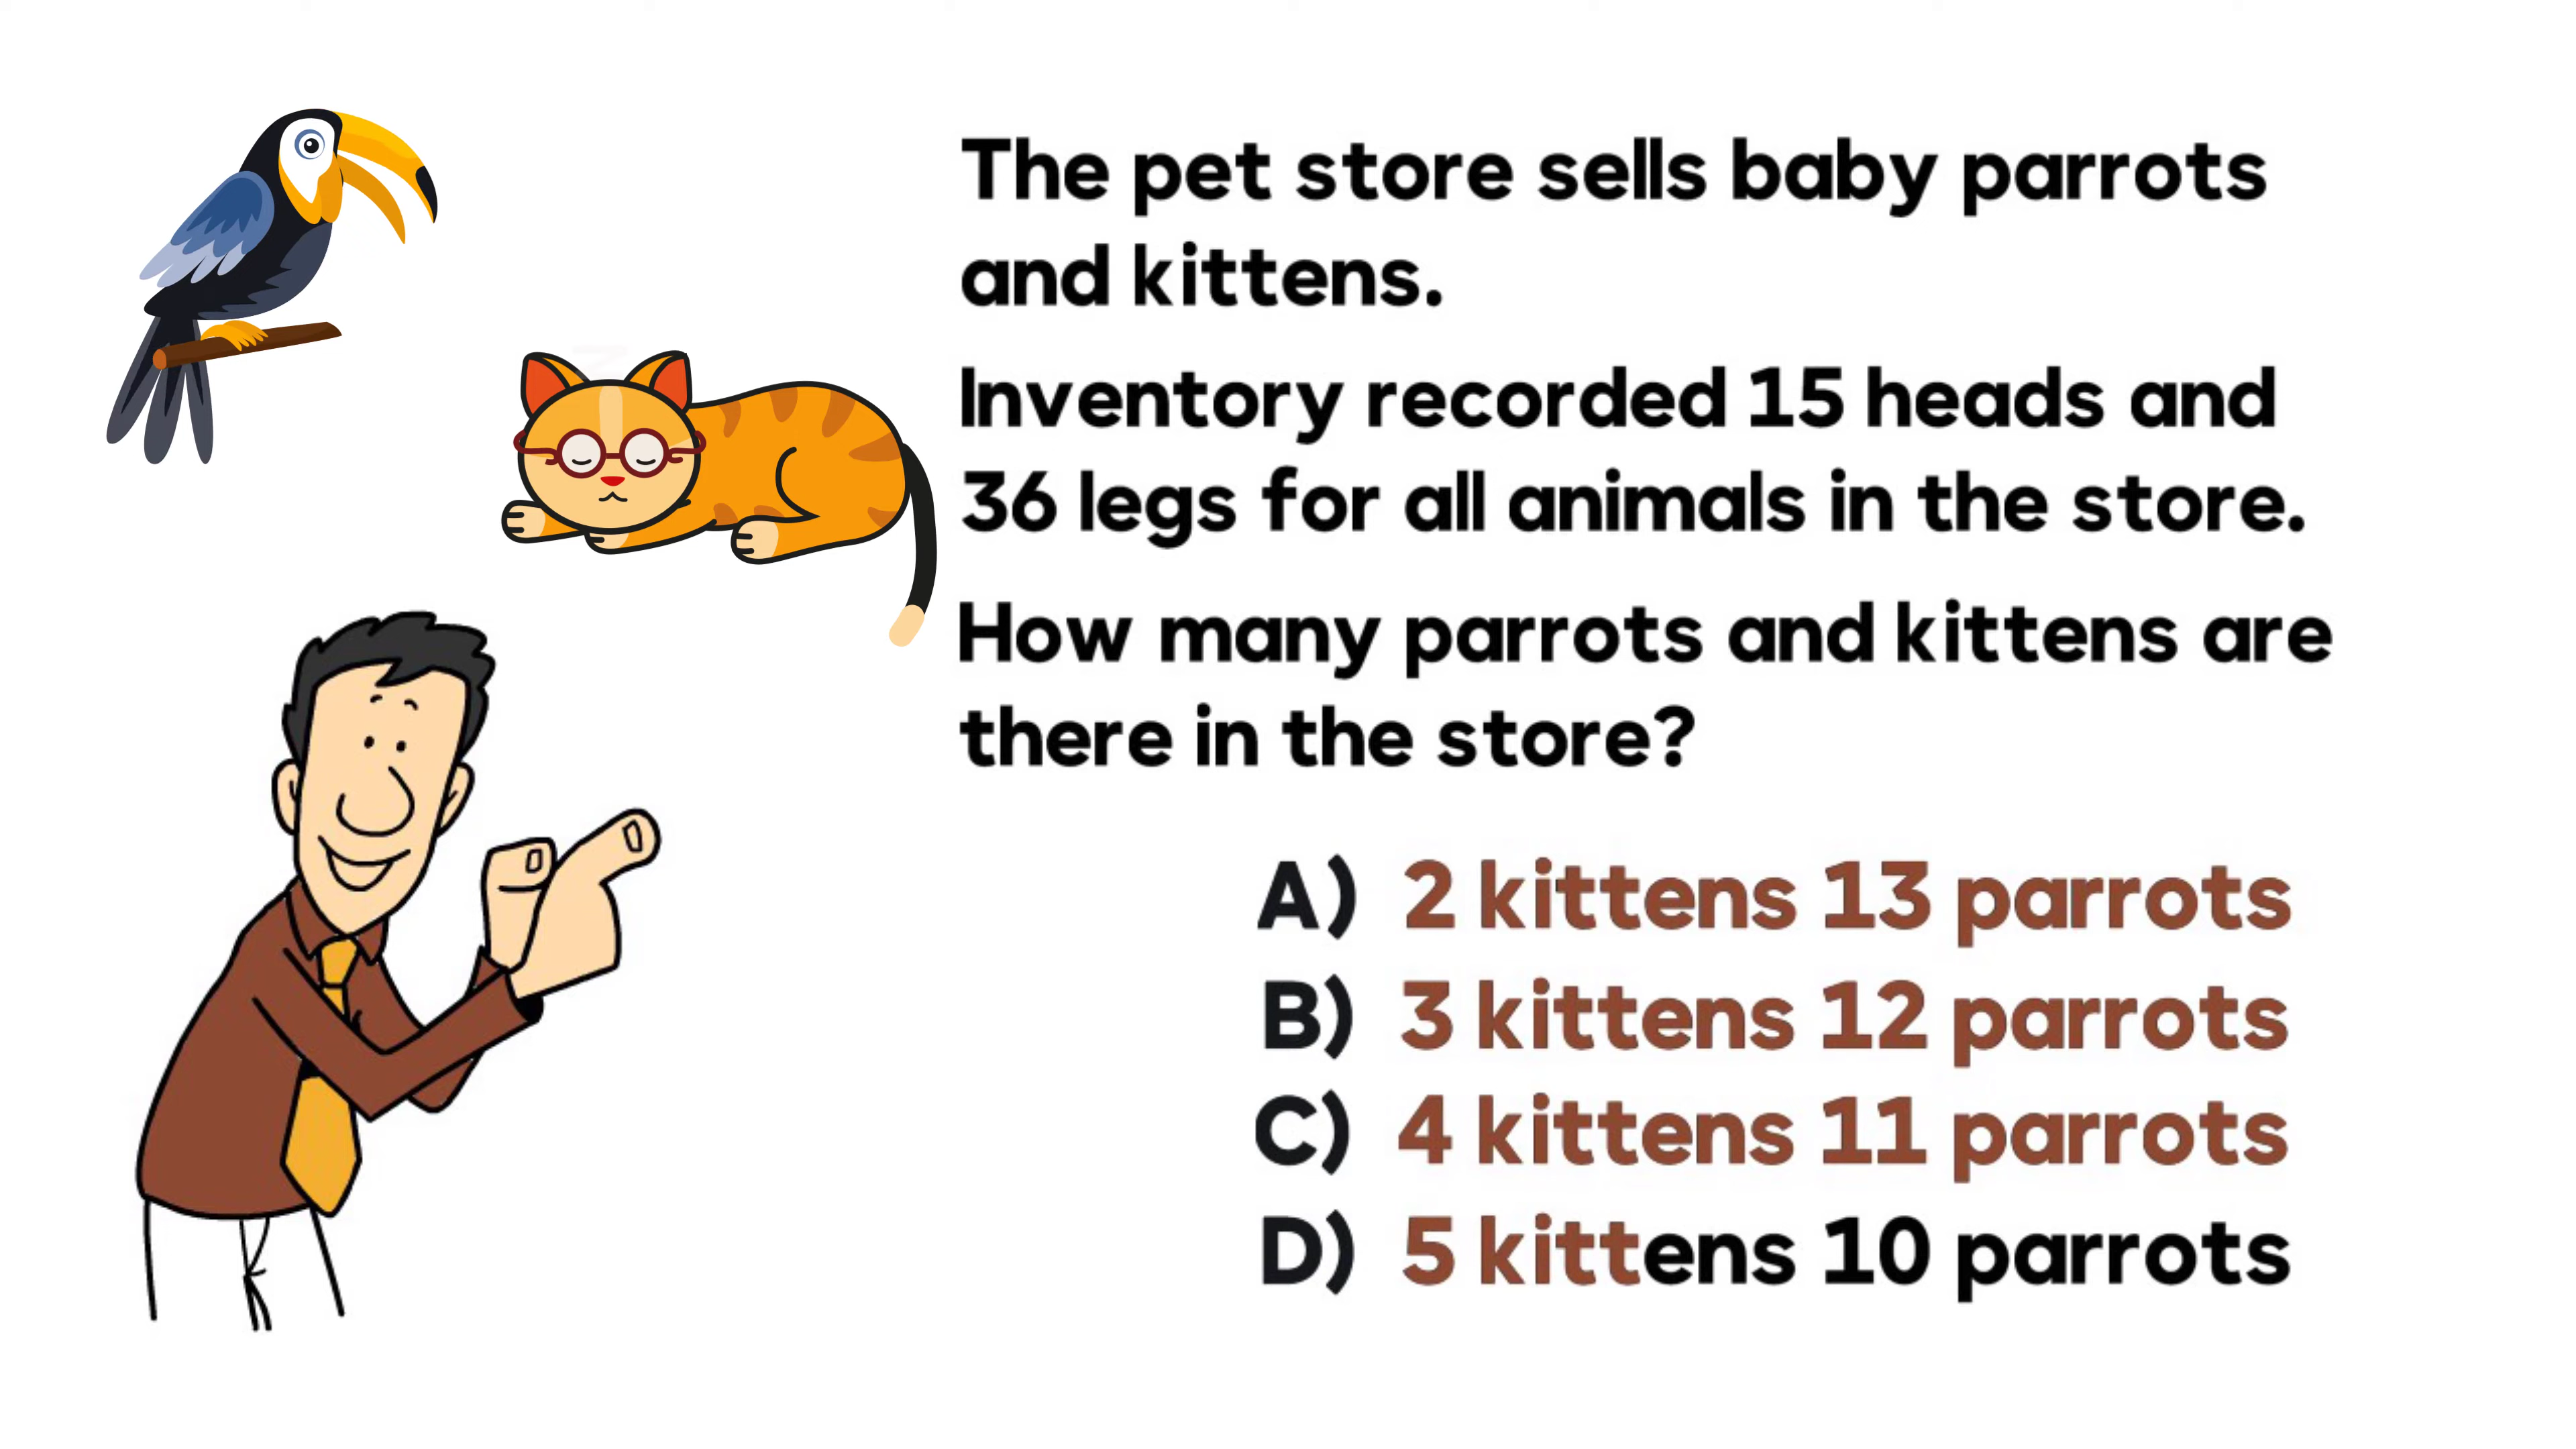 The pet store sells baby parrots
and kittens.
Inventory recorded 15 heads and
36 legs for all animals in the store.
How many parrots and kittens are
there in the store?
A) 2 kittens 13 parrots
B) 3 kittens 12 parrots
C) 4 kittens 11 parrots
D) 5 kittens 10 parrots